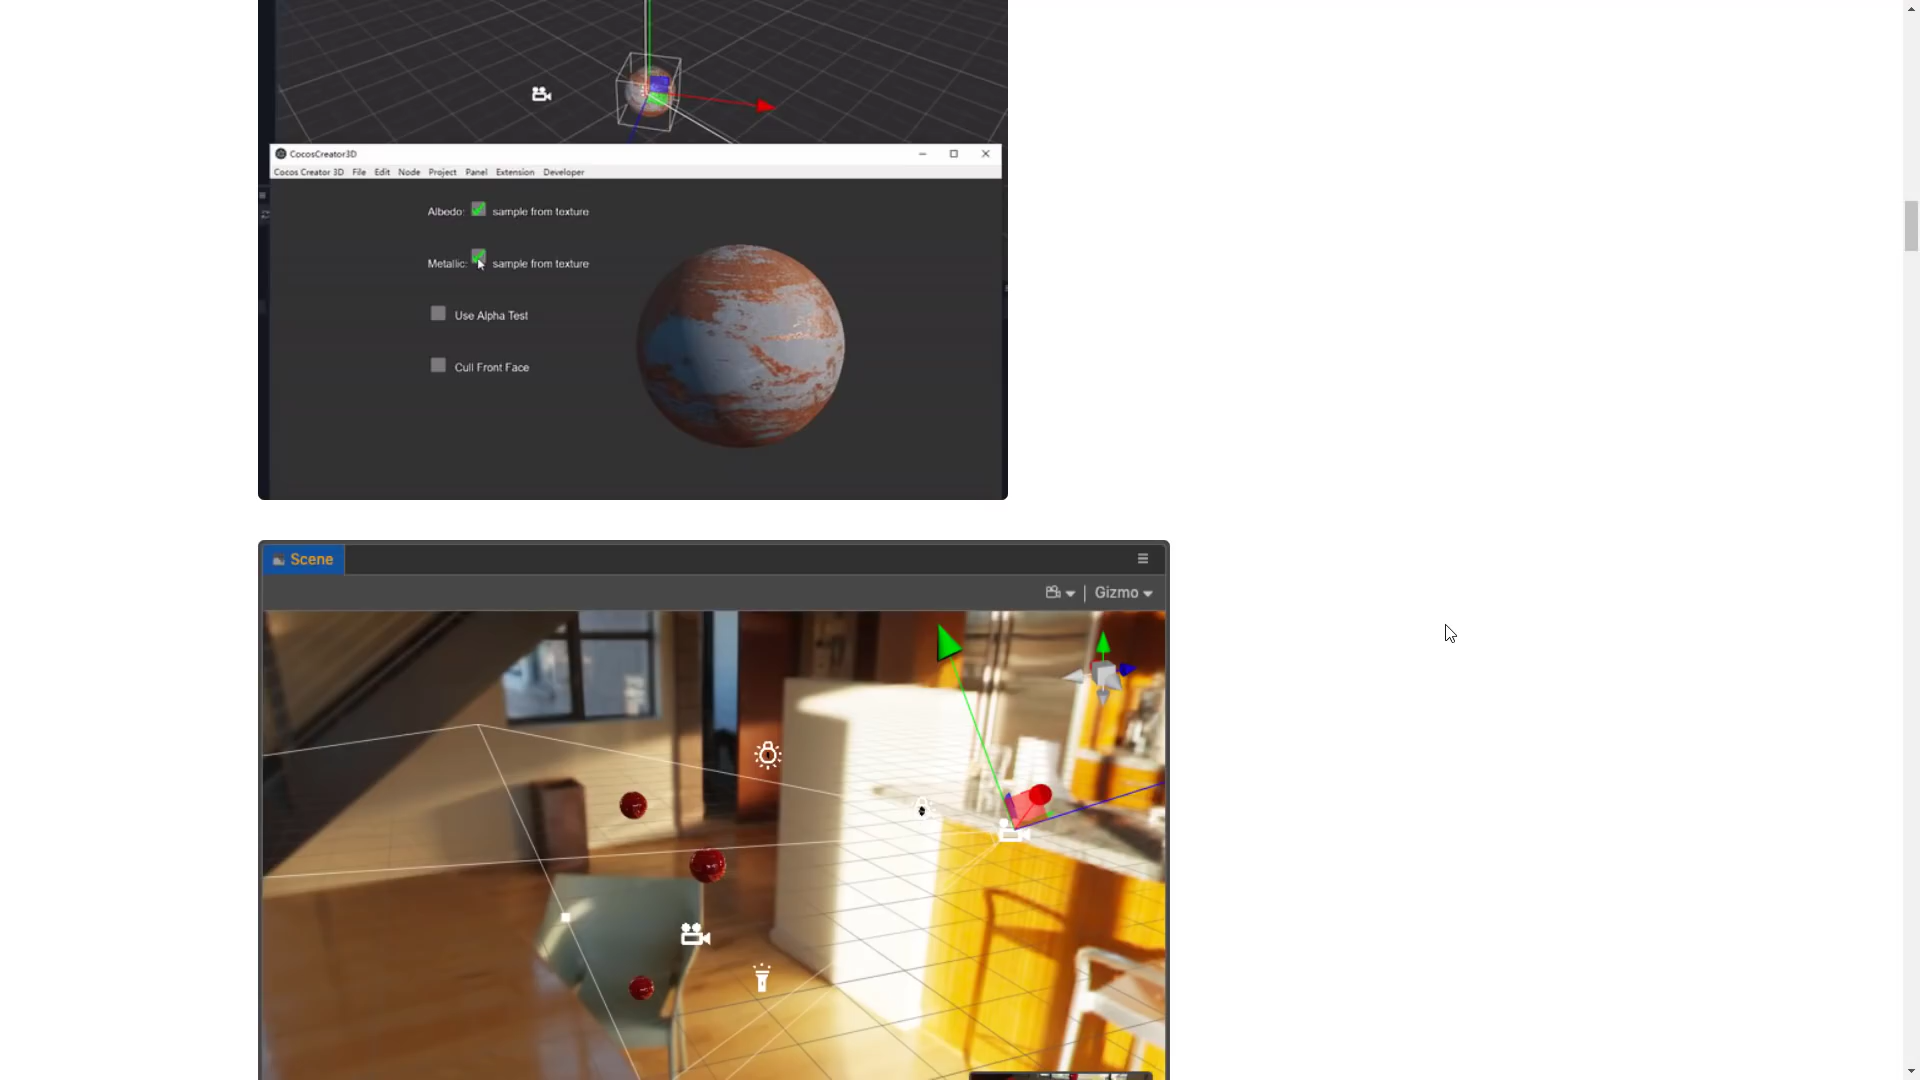 CocosCreator3D
Cocos Creator 3D File Edit Node Project Panel Extension Developer
Albedo: sample from texture
Metallic: sample from texture
Use Alpha Test
Cull Front Face
Scene
Gizmo